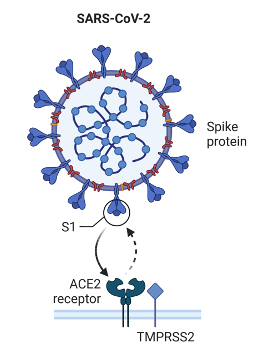 SARS-CoV-2
Spike
protein
S1
ACE2
receptor
TMPRSS2